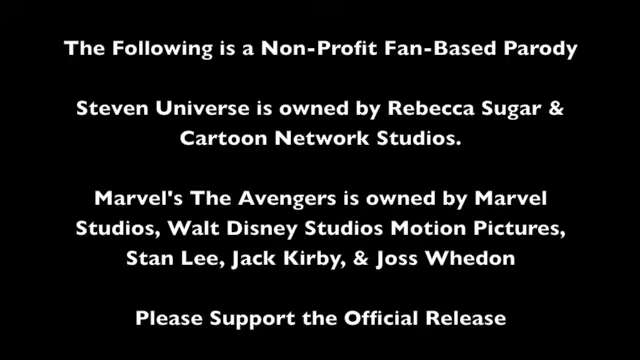 The Following is a Non-Profit Fan-Based Parody
Steven Universe is owned by Rebecca Sugar &
Cartoon Network Studios.
Marvel's The Avengers is owned by Marvel
Studios, Walt Disney Studios Motion Pictures,
Stan Lee, Jack Kirby, & Joss Whedon
Please Support the Official Release